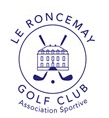 LE RONCEMAY
GOLF CLUB
Association Sportive